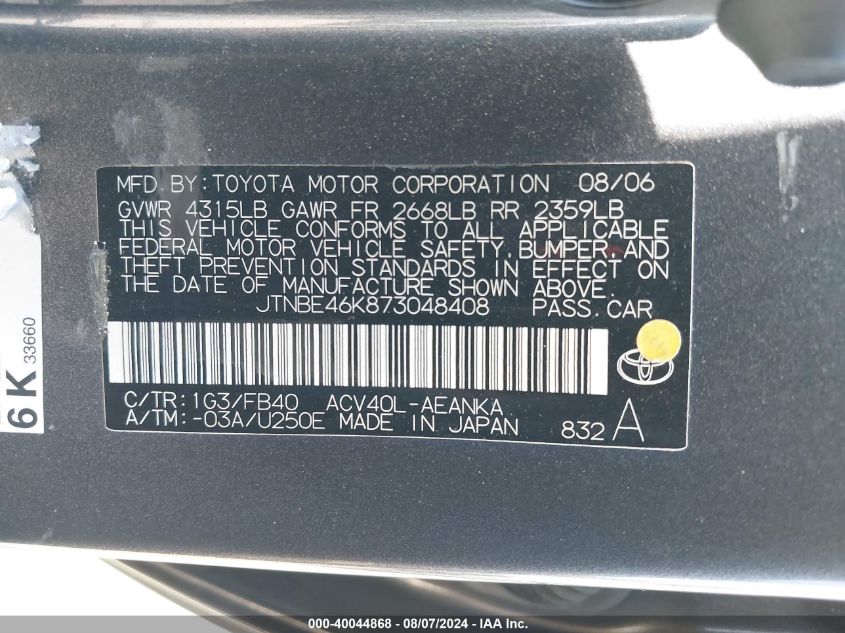 MFD.BY:TOYOTA MOTOR CORPORATION 08/06
GVWR 4315LB GAWR FR 2668LB RR 2359LB
THIS VEHICLE CONFORMS TO ALL APPLICABLE
FEDERAL MOTOR VEHICLE SAFETY,BUMPER,AND
THEFT PREVENTION STANDARDS IN EFFECT ON
THE DATE OF MANUFACTURE SHOWN ABOVE.
JTNBE46K873048408 PASS.CAR
C/TR:1G3/FB40 ACV40L-AEANKA
A/TM:-03A/U250E MADE IN JAPAN 832 A
6K 33660
000-40044868 - 08/07/2024 - IAA Inc.